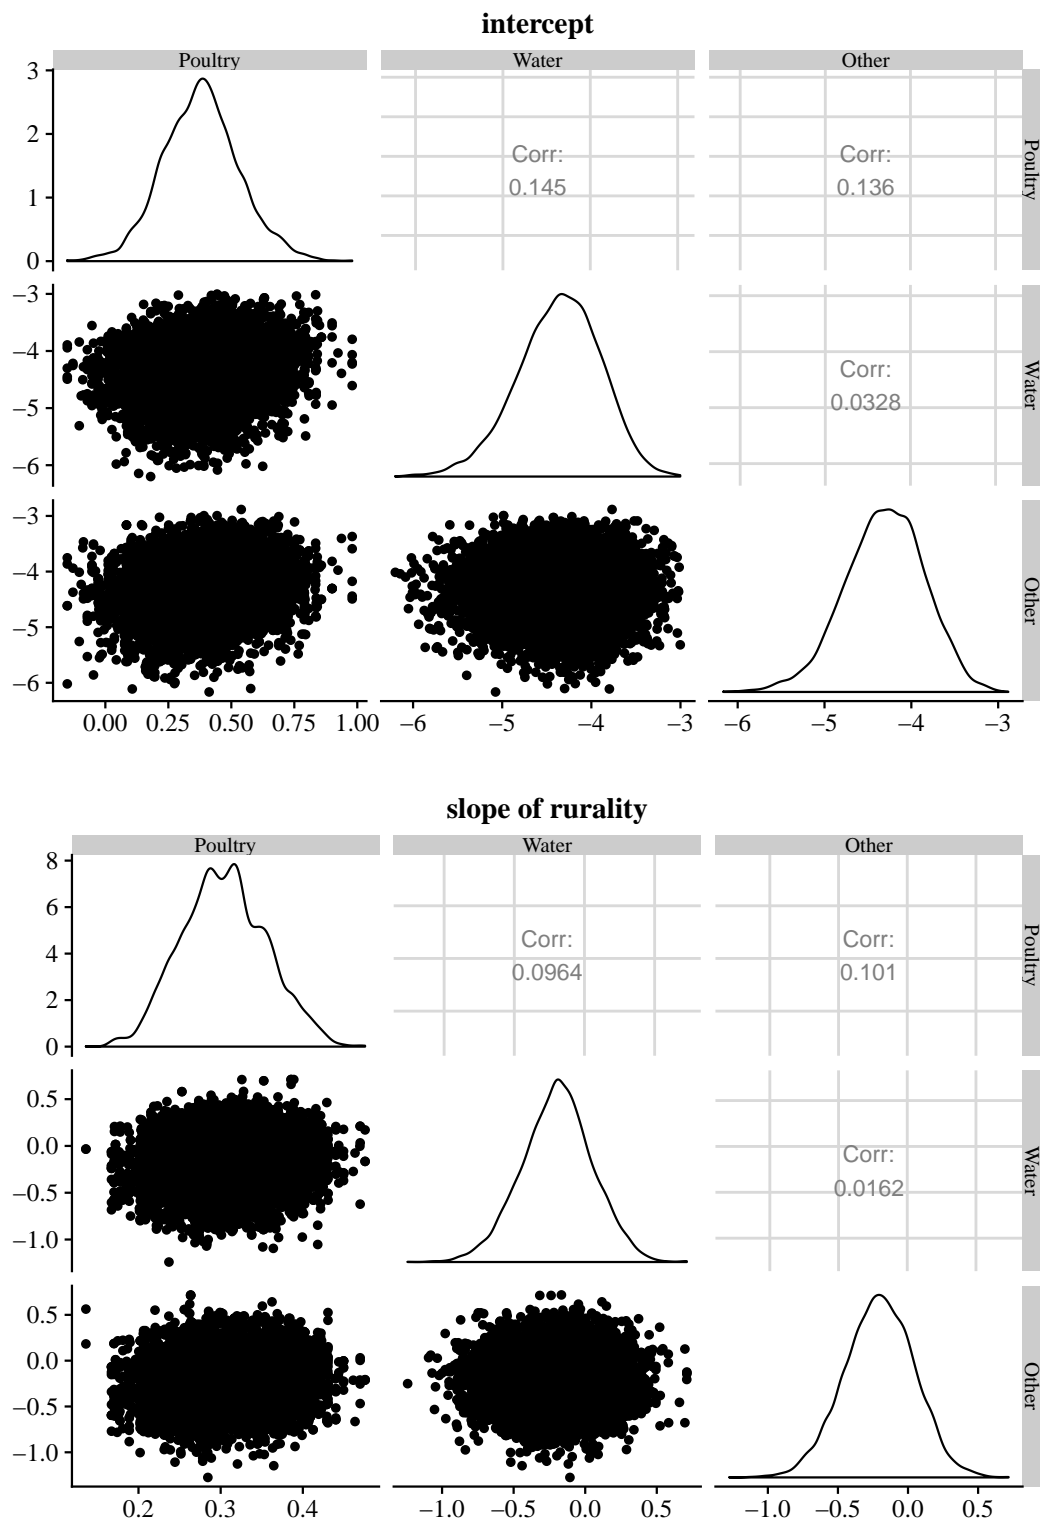 intercept
Poultry Water Other
3
2
1
0
Corr:
0.145
Corr:
0.136
Poultry
−3
−4
−5
−6
Corr:
0.0328
Water
−3
−4
−5
−6
Other
0.00 0.25 0.50 0.75 1.00 −6 −5 −4 −3 −6 −5 −4 −3
slope of rurality
Poultry Water Other
8
6
4
2
0
Corr:
0.0964
Corr:
0.101
Poultry
0.5
0.0
−0.5
−1.0
Corr:
0.0162
Water
0.5
0.0
−0.5
−1.0
Other
0.2 0.3 0.4 −1.0 −0.5 0.0 0.5 −1.0 −0.5 0.0 0.5